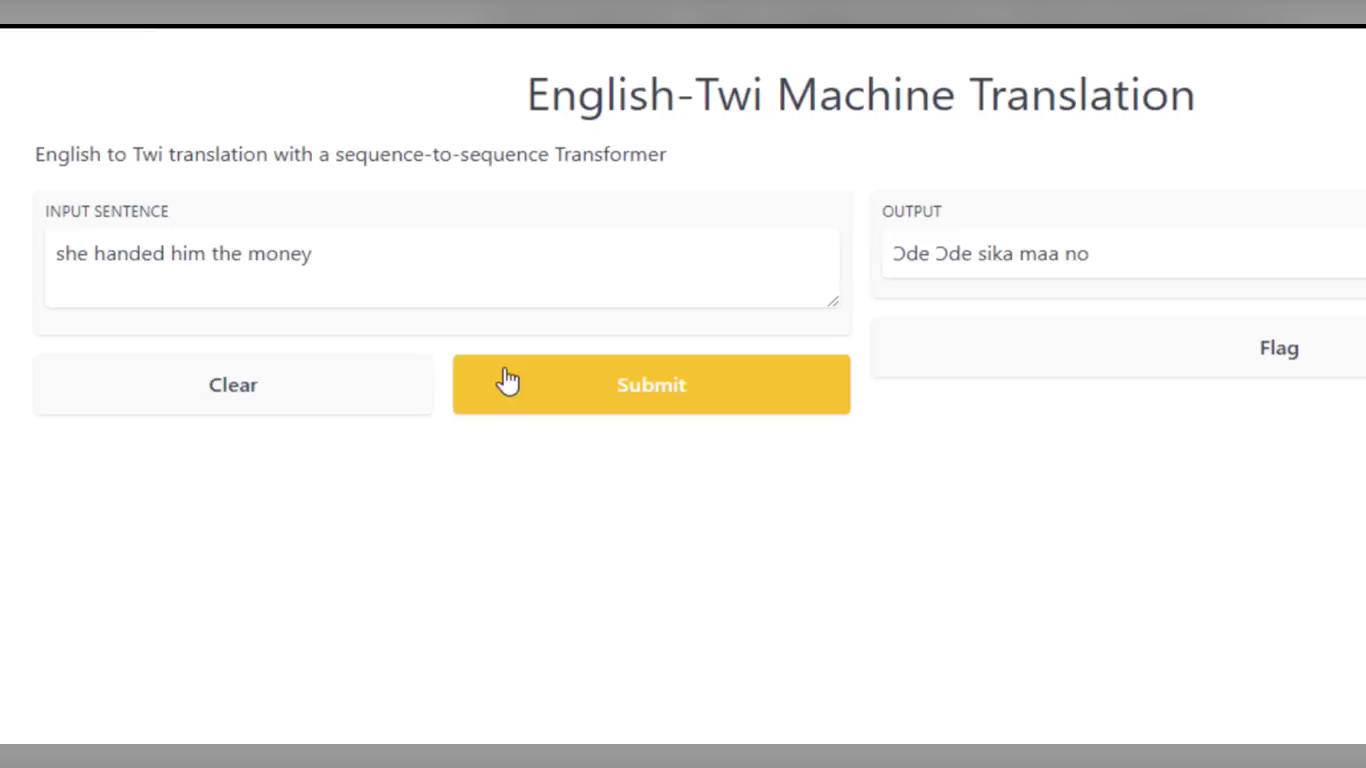 English-Twi Machine Translation
English to Twi translation with a sequence-to-sequence Transformer
INPUT SENTENCE
she handed him the money
Clear
Submit
OUTPUT
Ɔde Ɔde sika maa no
Flag